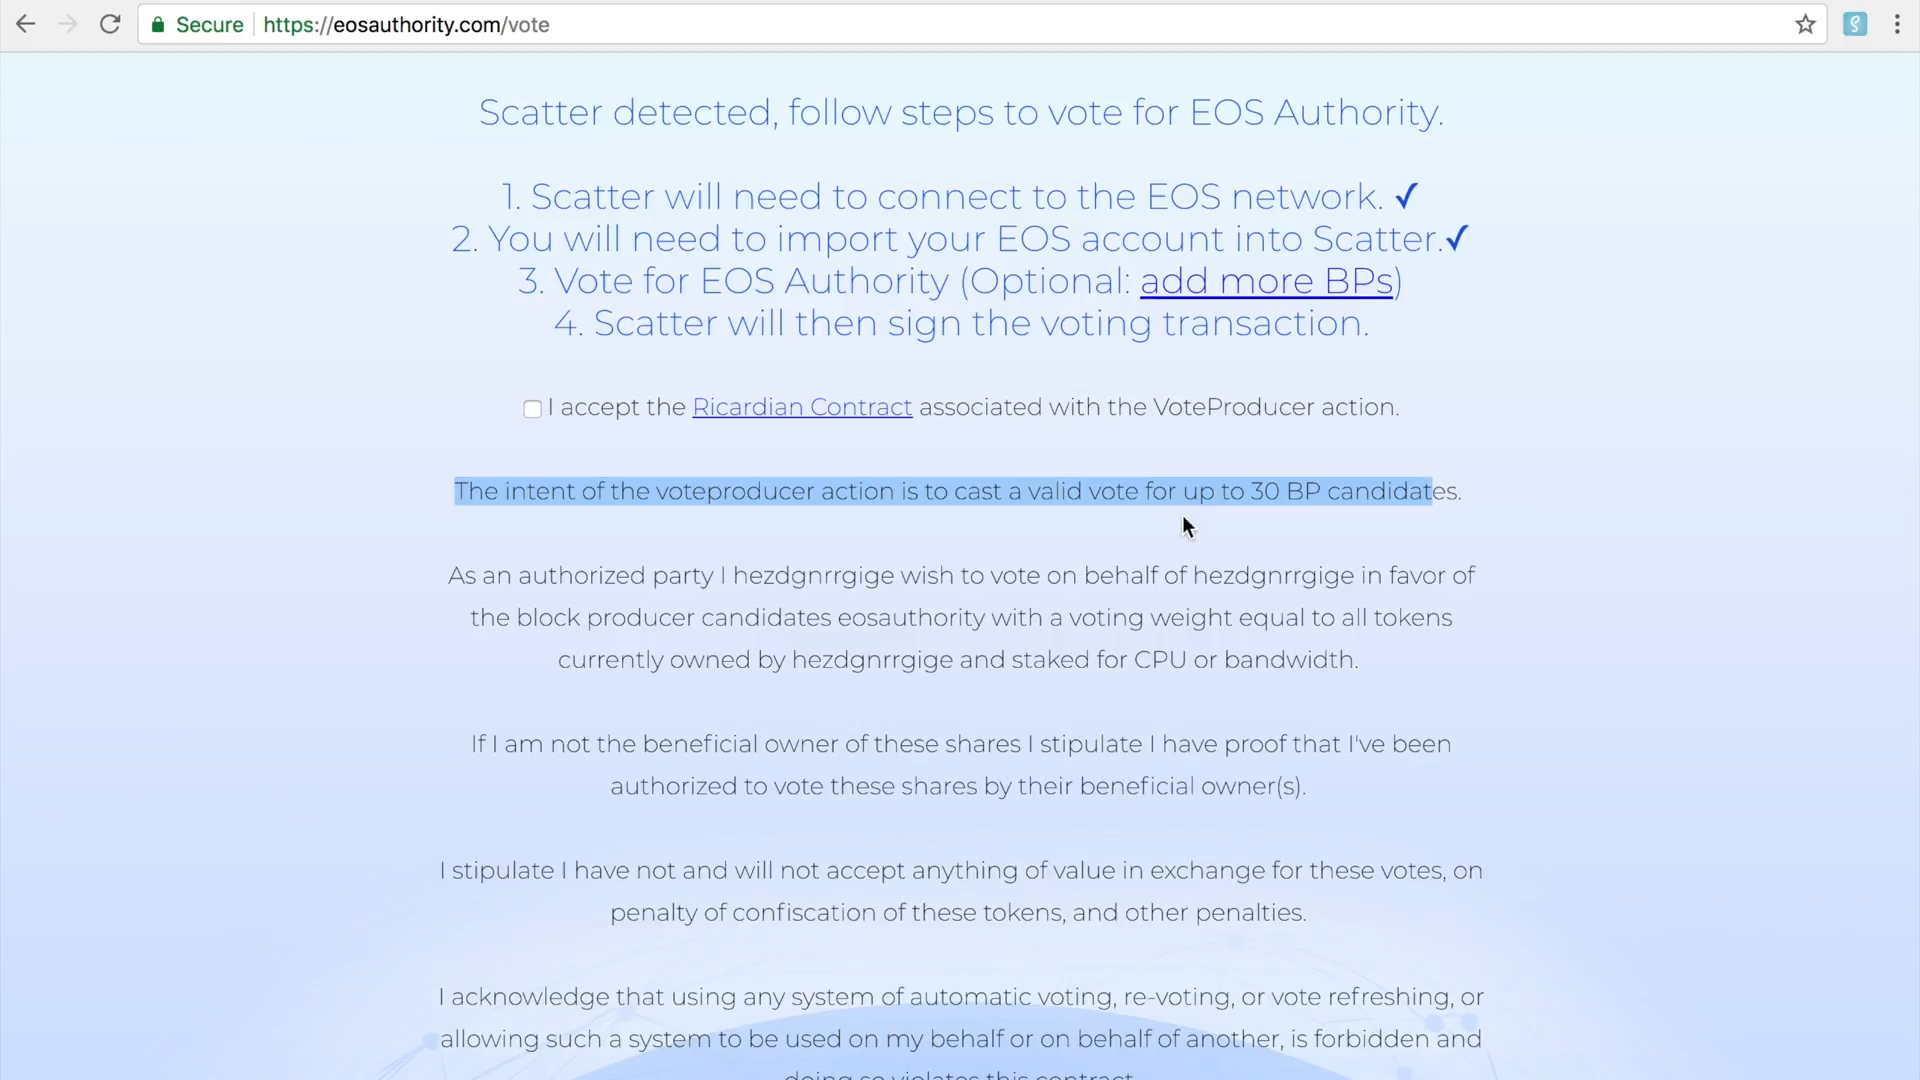 Secure https://eosauthority.com/vote
Scatter detected, follow steps to vote for EOS Authority.
1. Scatter will need to connect to the EOS network. ✓
2. You will need to import your EOS account into Scatter.✓
3. Vote for EOS Authority (Optional: add more BPs)
4. Scatter will then sign the voting transaction.
I accept the Ricardian Contract associated with the VoteProducer action.
The intent of the voteproducer action is to cast a valid vote for up to 30 BP candidates.
As an authorized party I hezdgnrrgige wish to vote on behalf of hezdgnrrgige in favor of
the block producer candidates eosauthority with a voting weight equal to all tokens
currently owned by hezdgnrrgige and staked for CPU or bandwidth.
If I am not the beneficial owner of these shares I stipulate I have proof that I've been
authorized to vote these shares by their beneficial owner(s).
I stipulate I have not and will not accept anything of value in exchange for these votes, on
penalty of confiscation of these tokens, and other penalties.
I acknowledge that using any system of automatic voting, re-voting, or vote refreshing, or
allowing such a system to be used on my behalf or on behalf of another, is forbidden and
doing so violates this contract.